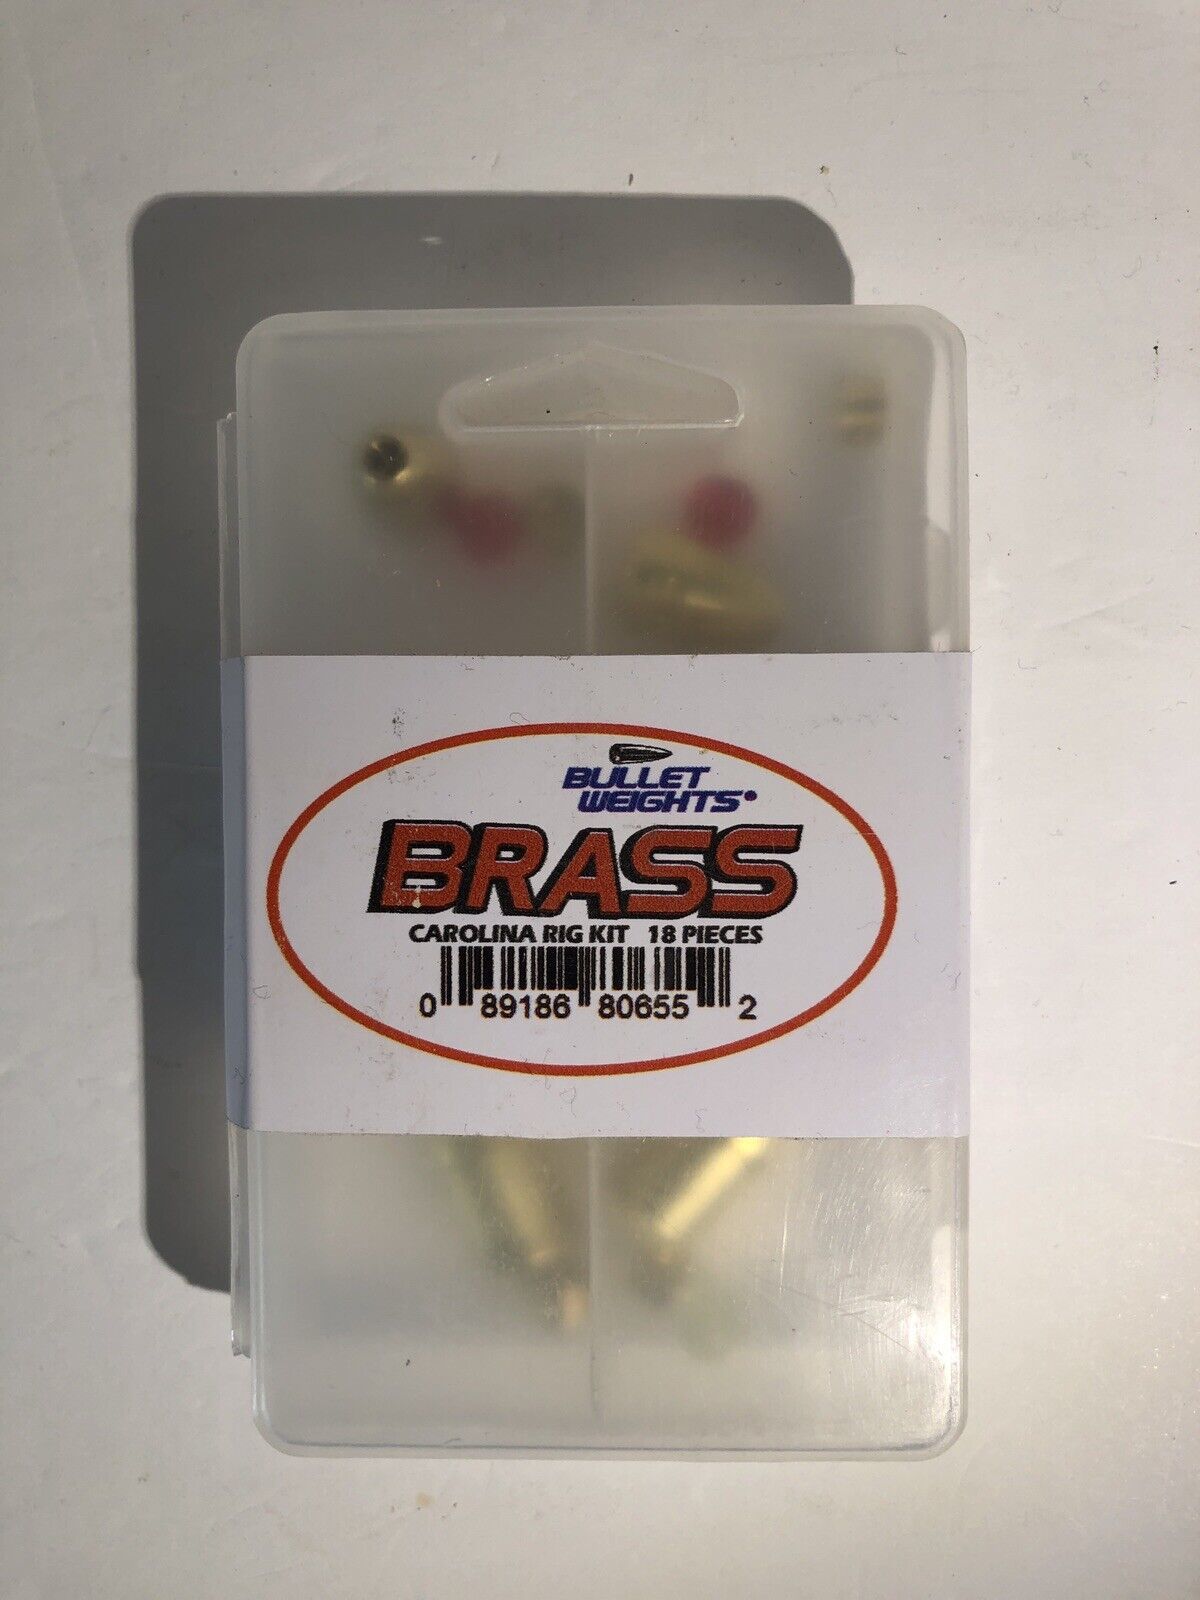 BULLET
WEIGHTS
BRASS
CAROLINA RIG KIT 18 PIECES
0 89186 80655 2